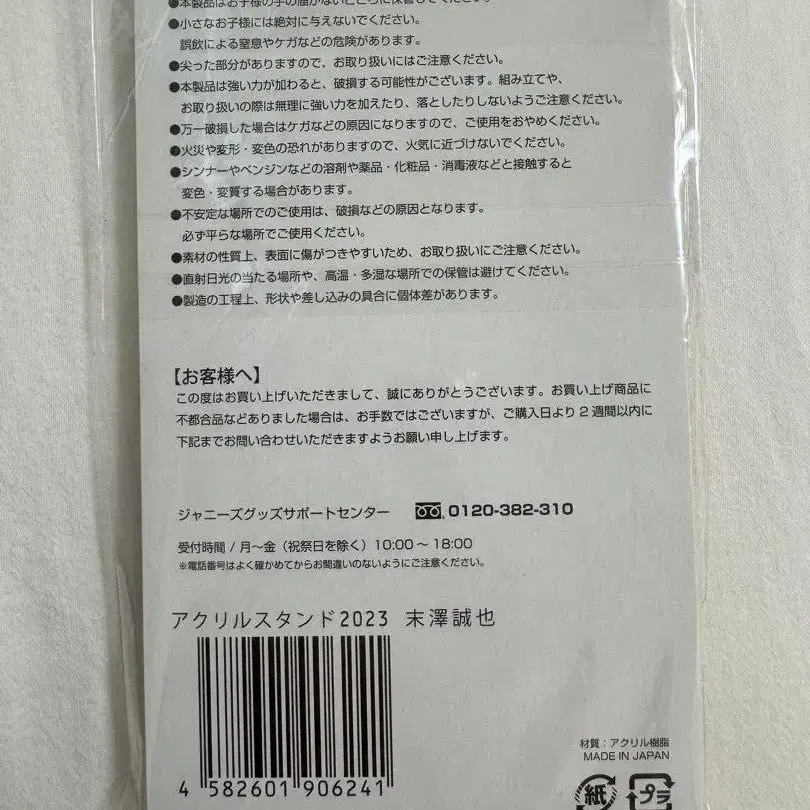 ●本製品はお子様の手の届かないところに保管してください。
●小さなお子様には絶対に与えないでください。
誤飲による窒息やケガなどの危険があります。
●尖った部分がありますので、お取り扱いにはご注意ください。
●本製品は強い力が加わると、破損する可能性がございます。組み立てや、
お取り扱いの際は無理に強い力を加えたり、落としたりしないようご注意ください。
●万一破損した場合はケガなどの原因になりますので、ご使用をおやめください。
●火災や変形・変色の恐れがありますので、火気に近づけないでください。
●シンナーやベンジンなどの溶剤や薬品・化粧品・消毒液などと接触すると
変色・変質する場合があります。
●不安定な場所でのご使用は、破損などの原因となります。
必ず平らな場所でご使用ください。
●素材の性質上、表面に傷がつきやすいため、お取り扱いにご注意ください。
●直射日光の当たる場所や、高温・多湿な場所での保管は避けてください。
●製造の工程上、形状や差し込みの具合に個体差があります。
【お客様へ】
この度はお買い上げいただきまして、誠にありがとうございます。お買い上げ商品に
不都合品などありました場合は、お手数ではございますが、ご購入日より2週間以内に
下記までお問い合わせいただきますようお願い申し上げます。
ジャニーズグッズサポートセンター 0120-382-310
受付時間 / 月〜金（祝祭日を除く）10:00 〜 18:00
※電話番号はよく確かめてからお間違いのないようにご注意ください。
アクリルスタンド2023 末澤誠也
4 582601 906241
材質：アクリル樹脂
MADE IN JAPAN
紙 プラ